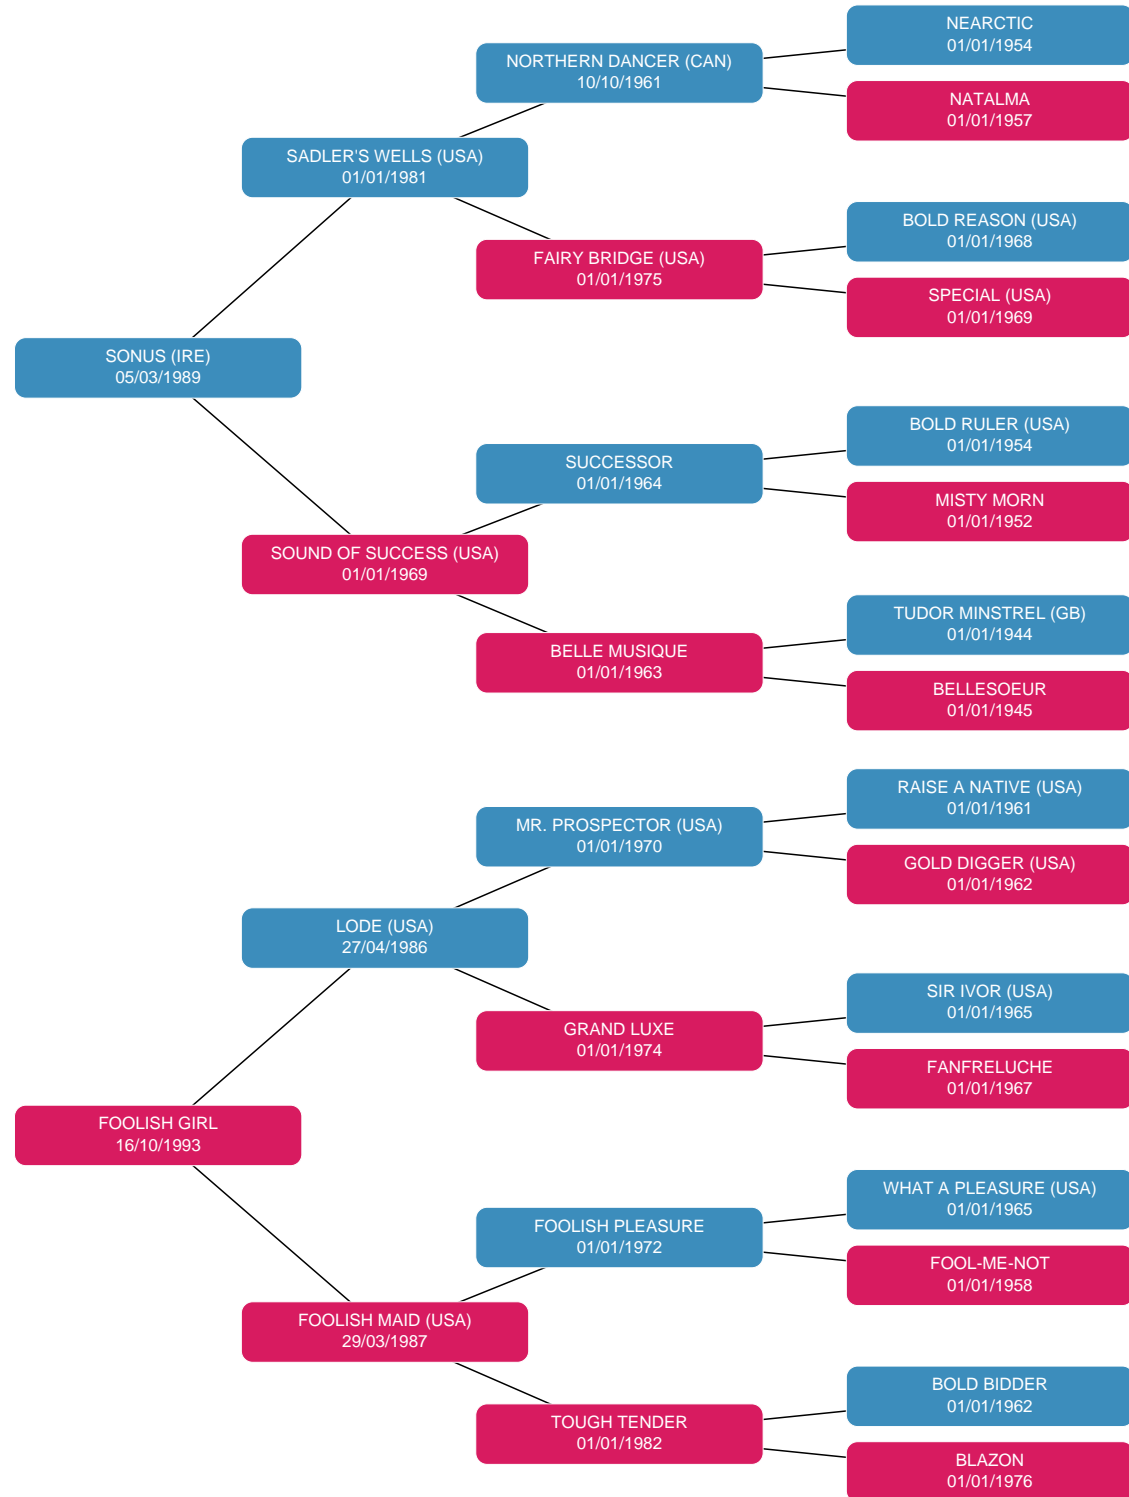 NEARCTIC
01/01/1954
NORTHERN DANCER (CAN)
10/10/1961
NATALMA
01/01/1957
SADLER'S WELLS (USA)
01/01/1981
BOLD REASON (USA)
01/01/1968
FAIRY BRIDGE (USA)
01/01/1975
SPECIAL (USA)
01/01/1969
SONUS (IRE)
05/03/1989
BOLD RULER (USA)
01/01/1954
SUCCESSOR
01/01/1964
MISTY MORN
01/01/1952
SOUND OF SUCCESS (USA)
01/01/1969
TUDOR MINSTREL (GB)
01/01/1944
BELLE MUSIQUE
01/01/1963
BELLESOEUR
01/01/1945
RAISE A NATIVE (USA)
01/01/1961
MR. PROSPECTOR (USA)
01/01/1970
GOLD DIGGER (USA)
01/01/1962
LODE (USA)
27/04/1986
SIR IVOR (USA)
01/01/1965
GRAND LUXE
01/01/1974
FANFRELUCHE
01/01/1967
FOOLISH GIRL
16/10/1993
WHAT A PLEASURE (USA)
01/01/1965
FOOLISH PLEASURE
01/01/1972
FOOL-ME-NOT
01/01/1958
FOOLISH MAID (USA)
29/03/1987
BOLD BIDDER
01/01/1962
TOUGH TENDER
01/01/1982
BLAZON
01/01/1976